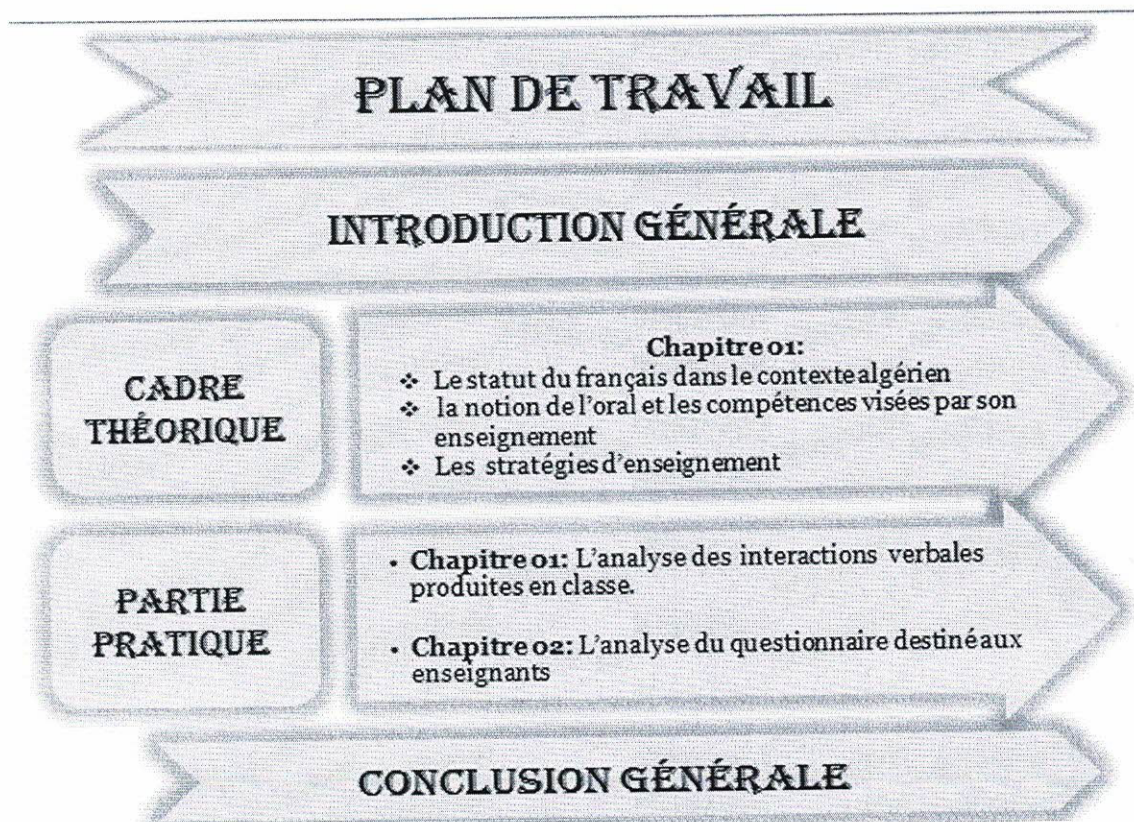 PLAN DE TRAVAIL
INTRODUCTION GÉNÉRALE
CADRE
THÉORIQUE
Chapitre 01:
❖ Le statut du français dans le contexte algérien
❖ la notion de l'oral et les compétences visées par son
enseignement
❖ Les stratégies d'enseignement
PARTIE
PRATIQUE
• Chapitre 01: L'analyse des interactions verbales
produites en classe.
• Chapitre 02: L'analyse du questionnaire destiné aux
enseignants
CONCLUSION GÉNÉRALE